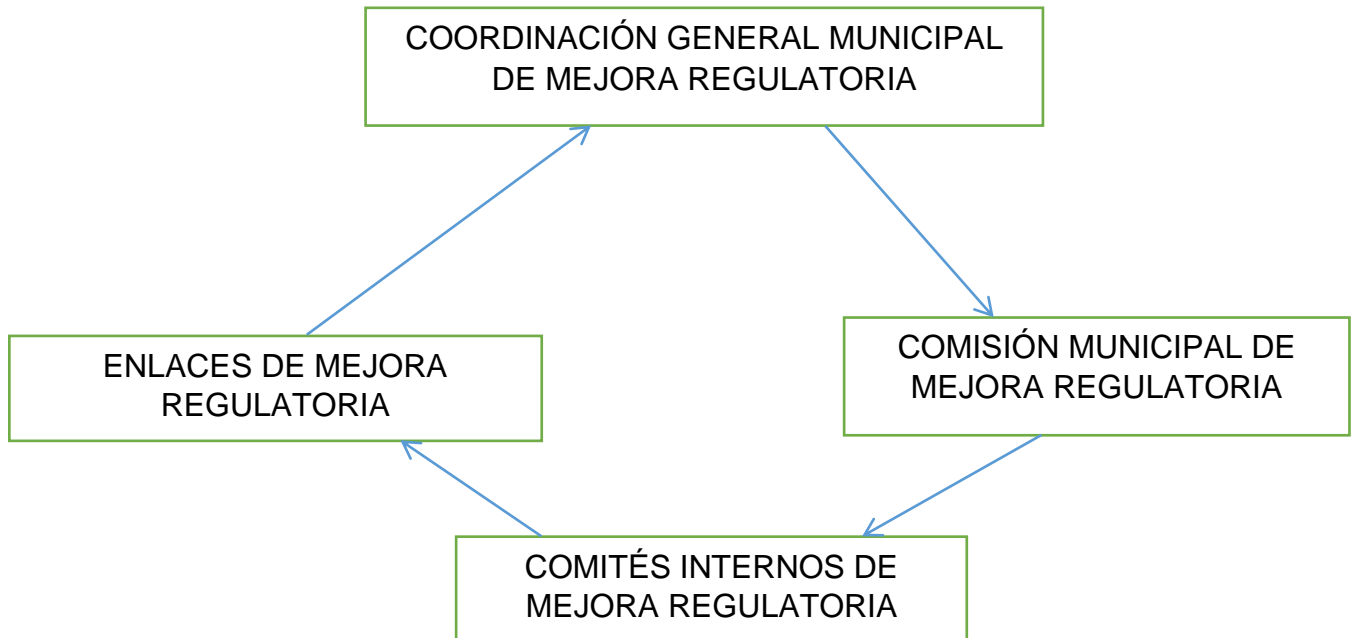 COORDINACIÓN GENERAL MUNICIPAL
DE MEJORA REGULATORIA
ENLACES DE MEJORA
REGULATORIA
COMISIÓN MUNICIPAL DE
MEJORA REGULATORIA
COMITÉS INTERNOS DE
MEJORA REGULATORIA